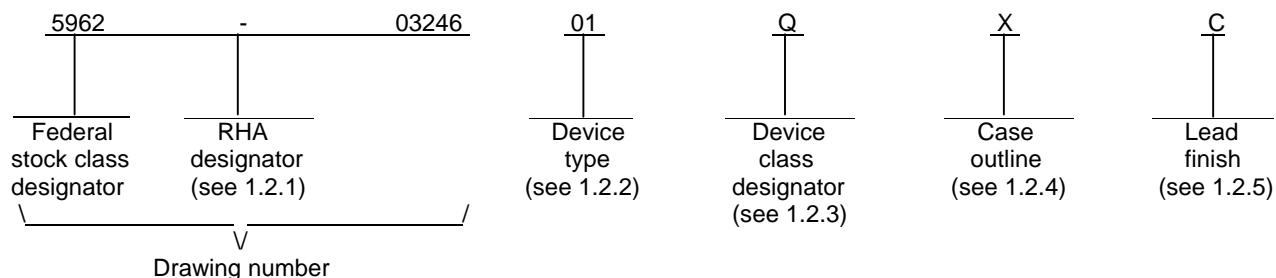 5962 - 03246 01 Q X C
Federal stock class designator
RHA designator (see 1.2.1)
Device type (see 1.2.2)
Device class designator (see 1.2.3)
Case outline (see 1.2.4)
Lead finish (see 1.2.5)
Drawing number